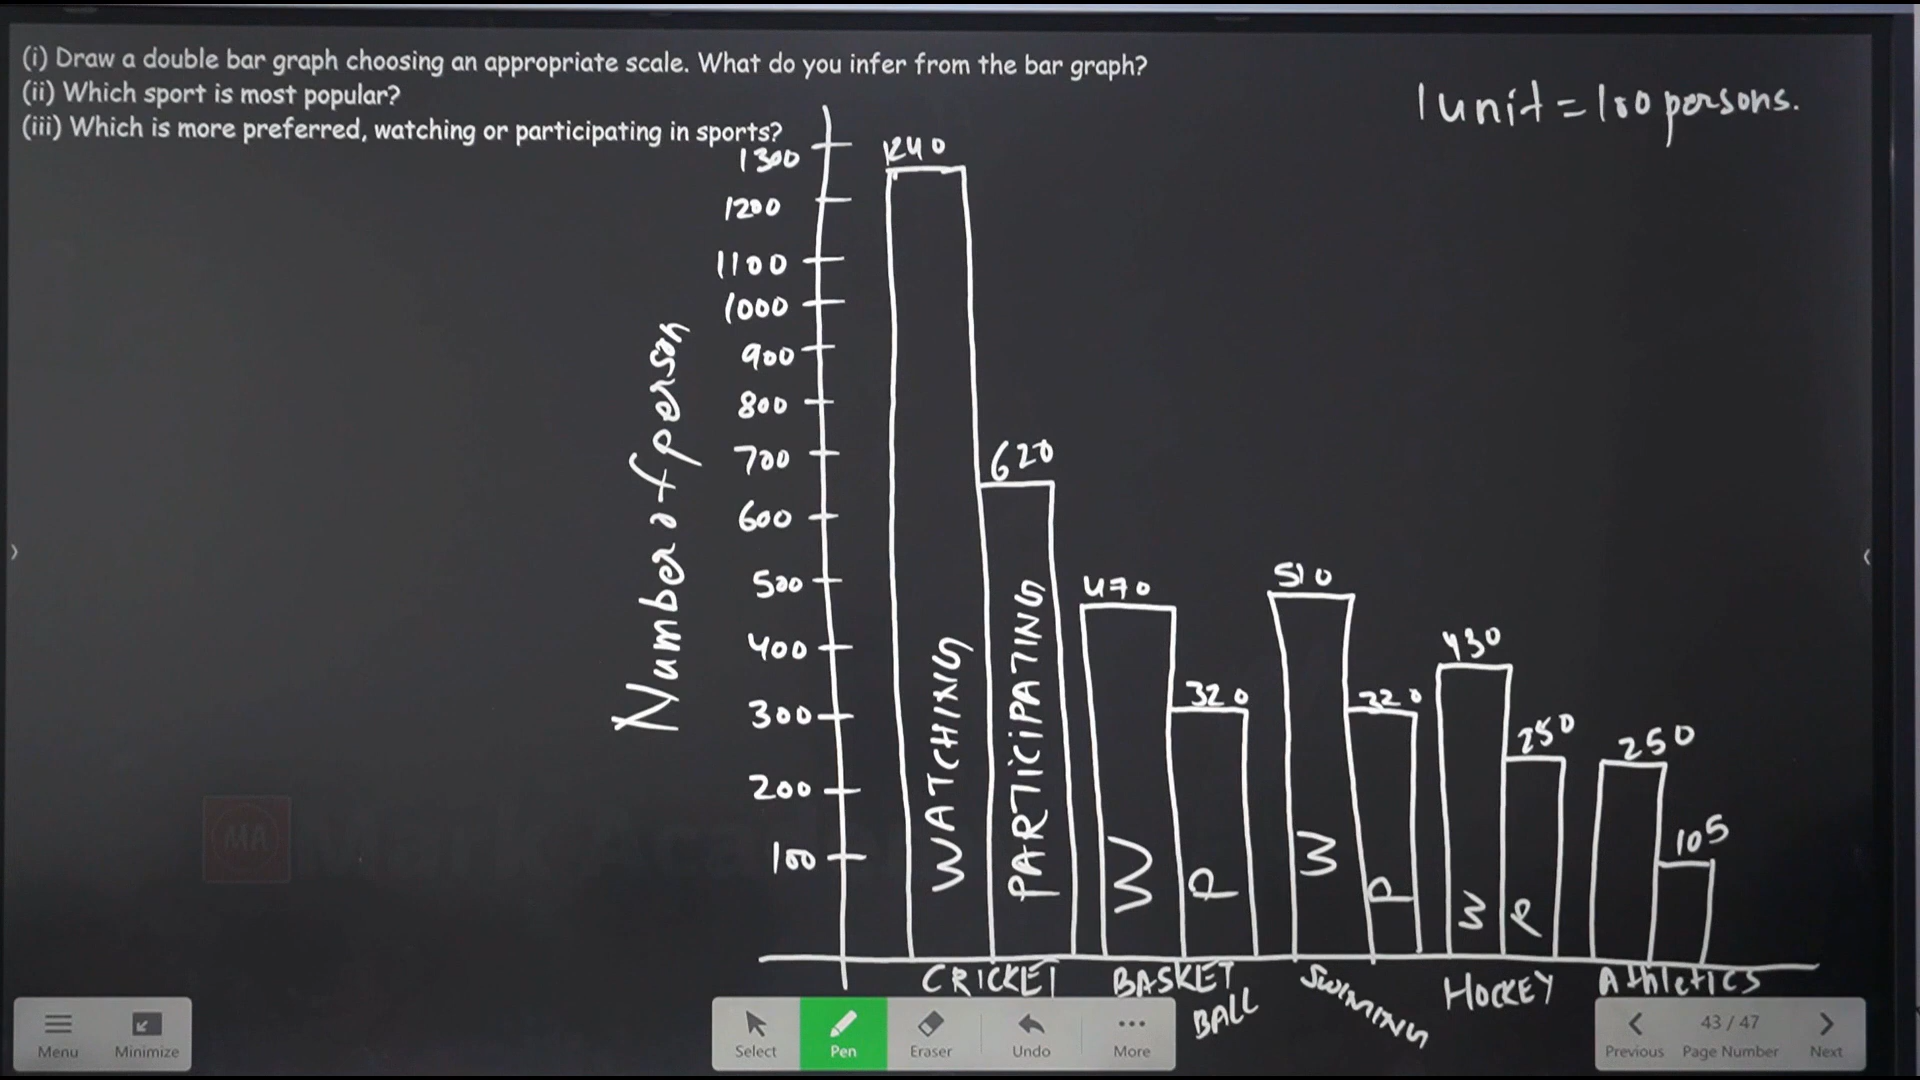 (i) Draw a double bar graph choosing an appropriate scale. What do you infer from the bar graph?
(ii) Which sport is most popular?
(iii) Which is more preferred, watching or participating in sports?
1 unit = 100 persons.
Number of person
1300
1200
1100
1000
900
800
700
600
500
400
300
200
100
1240
620
470
320
510
320
430
250
250
105
WATCHING
PARTICIPATING
W
P
W
P
W
P
CRICKET
BASKET
BALL
SWIMING
HOCKEY
Athletics
MA
Menu
Minimize
Select
Pen
Eraser
Undo
More
43 / 47
Previous
Page Number
Next